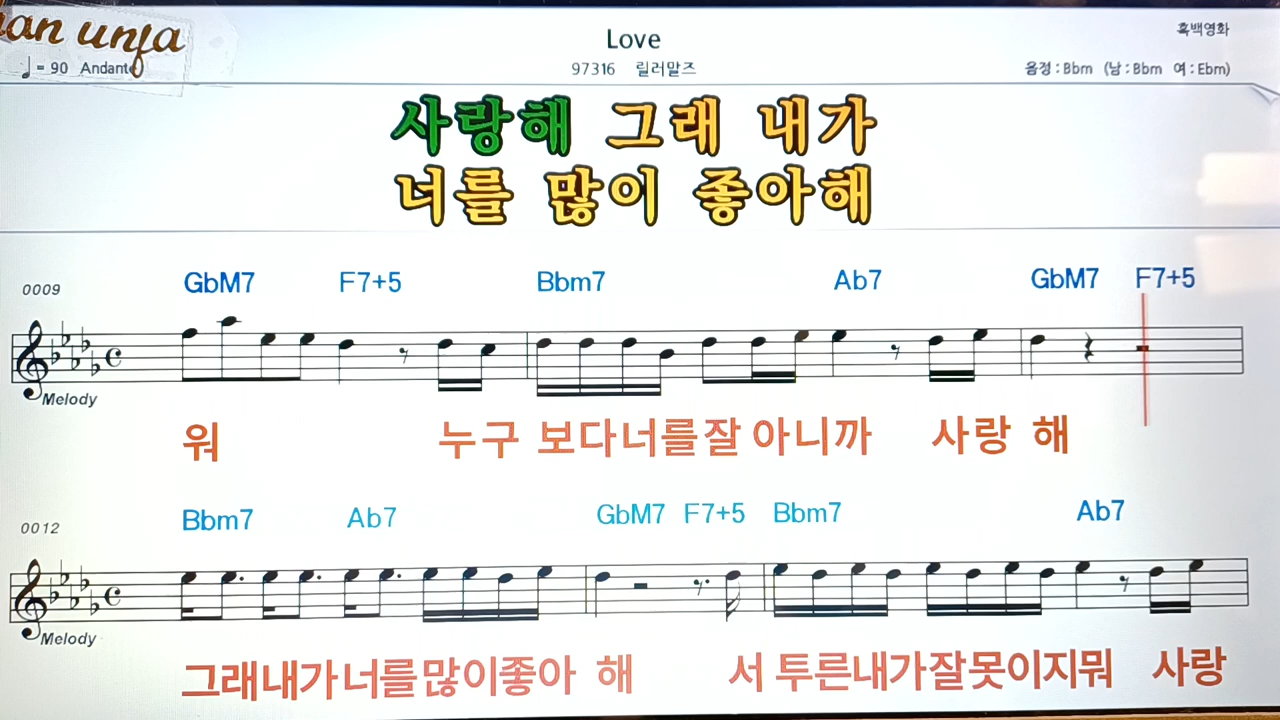 흑백영화
Love
♩ = 90 Andante
97316 릴러말즈
음정 : Bbm (남 : Bbm 여 : Ebm)
사랑해 그래 내가
너를 많이 좋아해
0009
GbM7 F7+5 Bbm7 Ab7 GbM7 F7+5
Melody
워 누구 보다너를잘 아니까 사랑 해
0012
Bbm7 Ab7 GbM7 F7+5 Bbm7 Ab7
Melody
그래내가너를많이좋아 해 서 투른내가잘못이지뭐 사랑